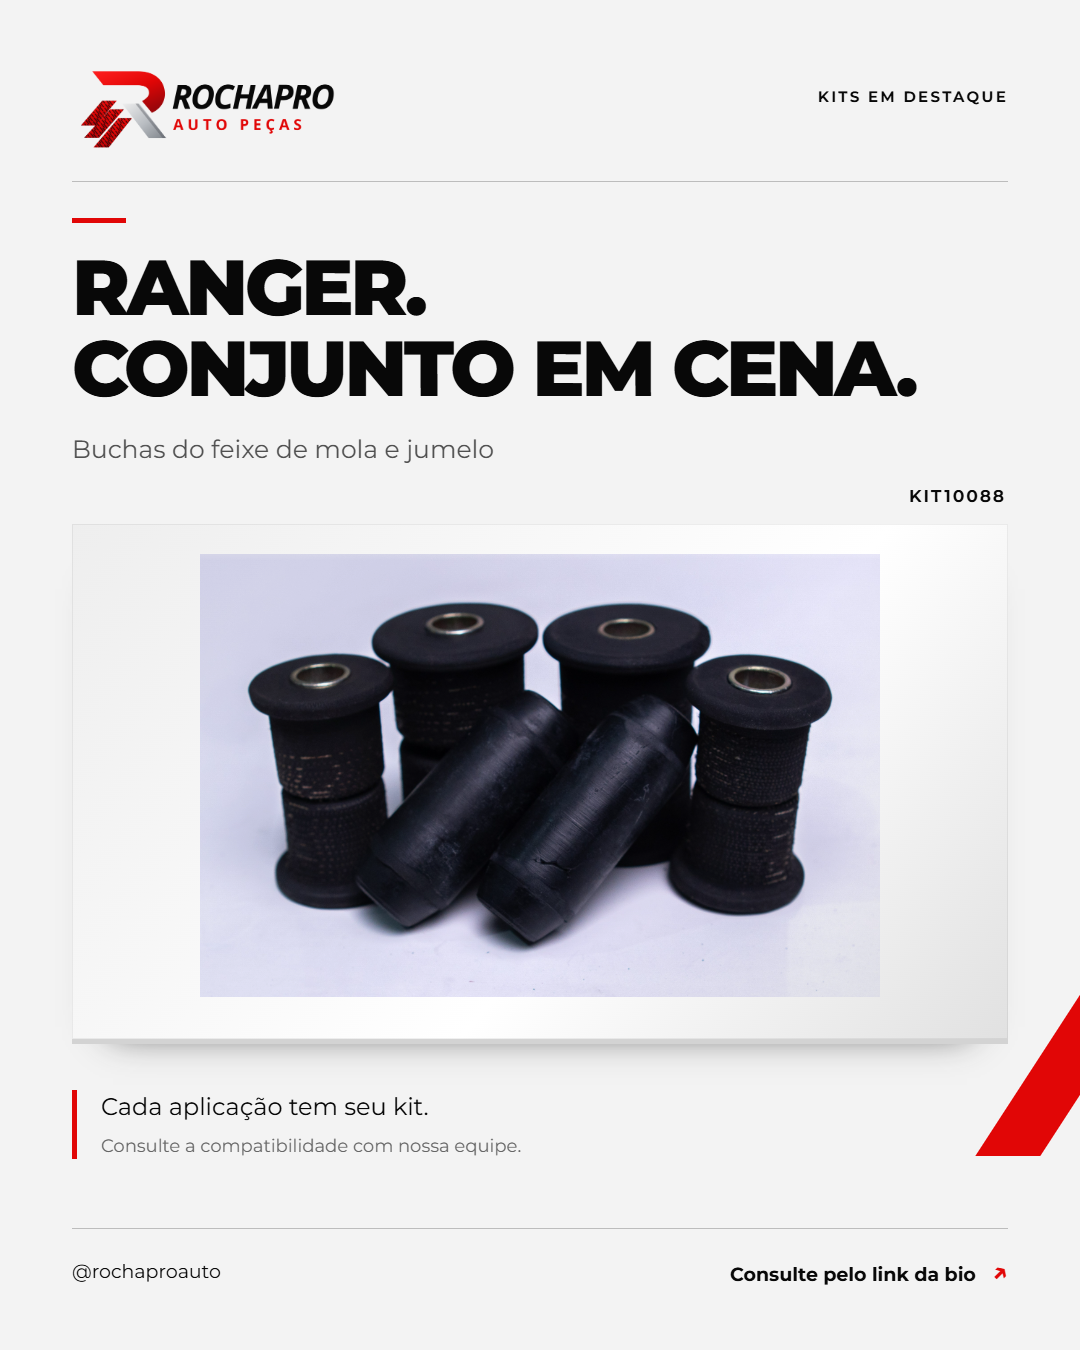 ROCHAPRO
AUTO PEÇAS
KITS EM DESTAQUE
RANGER.
CONJUNTO EM CENA.
Buchas do feixe de mola e jumelo
KIT10088
Cada aplicação tem seu kit.
Consulte a compatibilidade com nossa equipe.
@rochaproauto
Consulte pelo link da bio